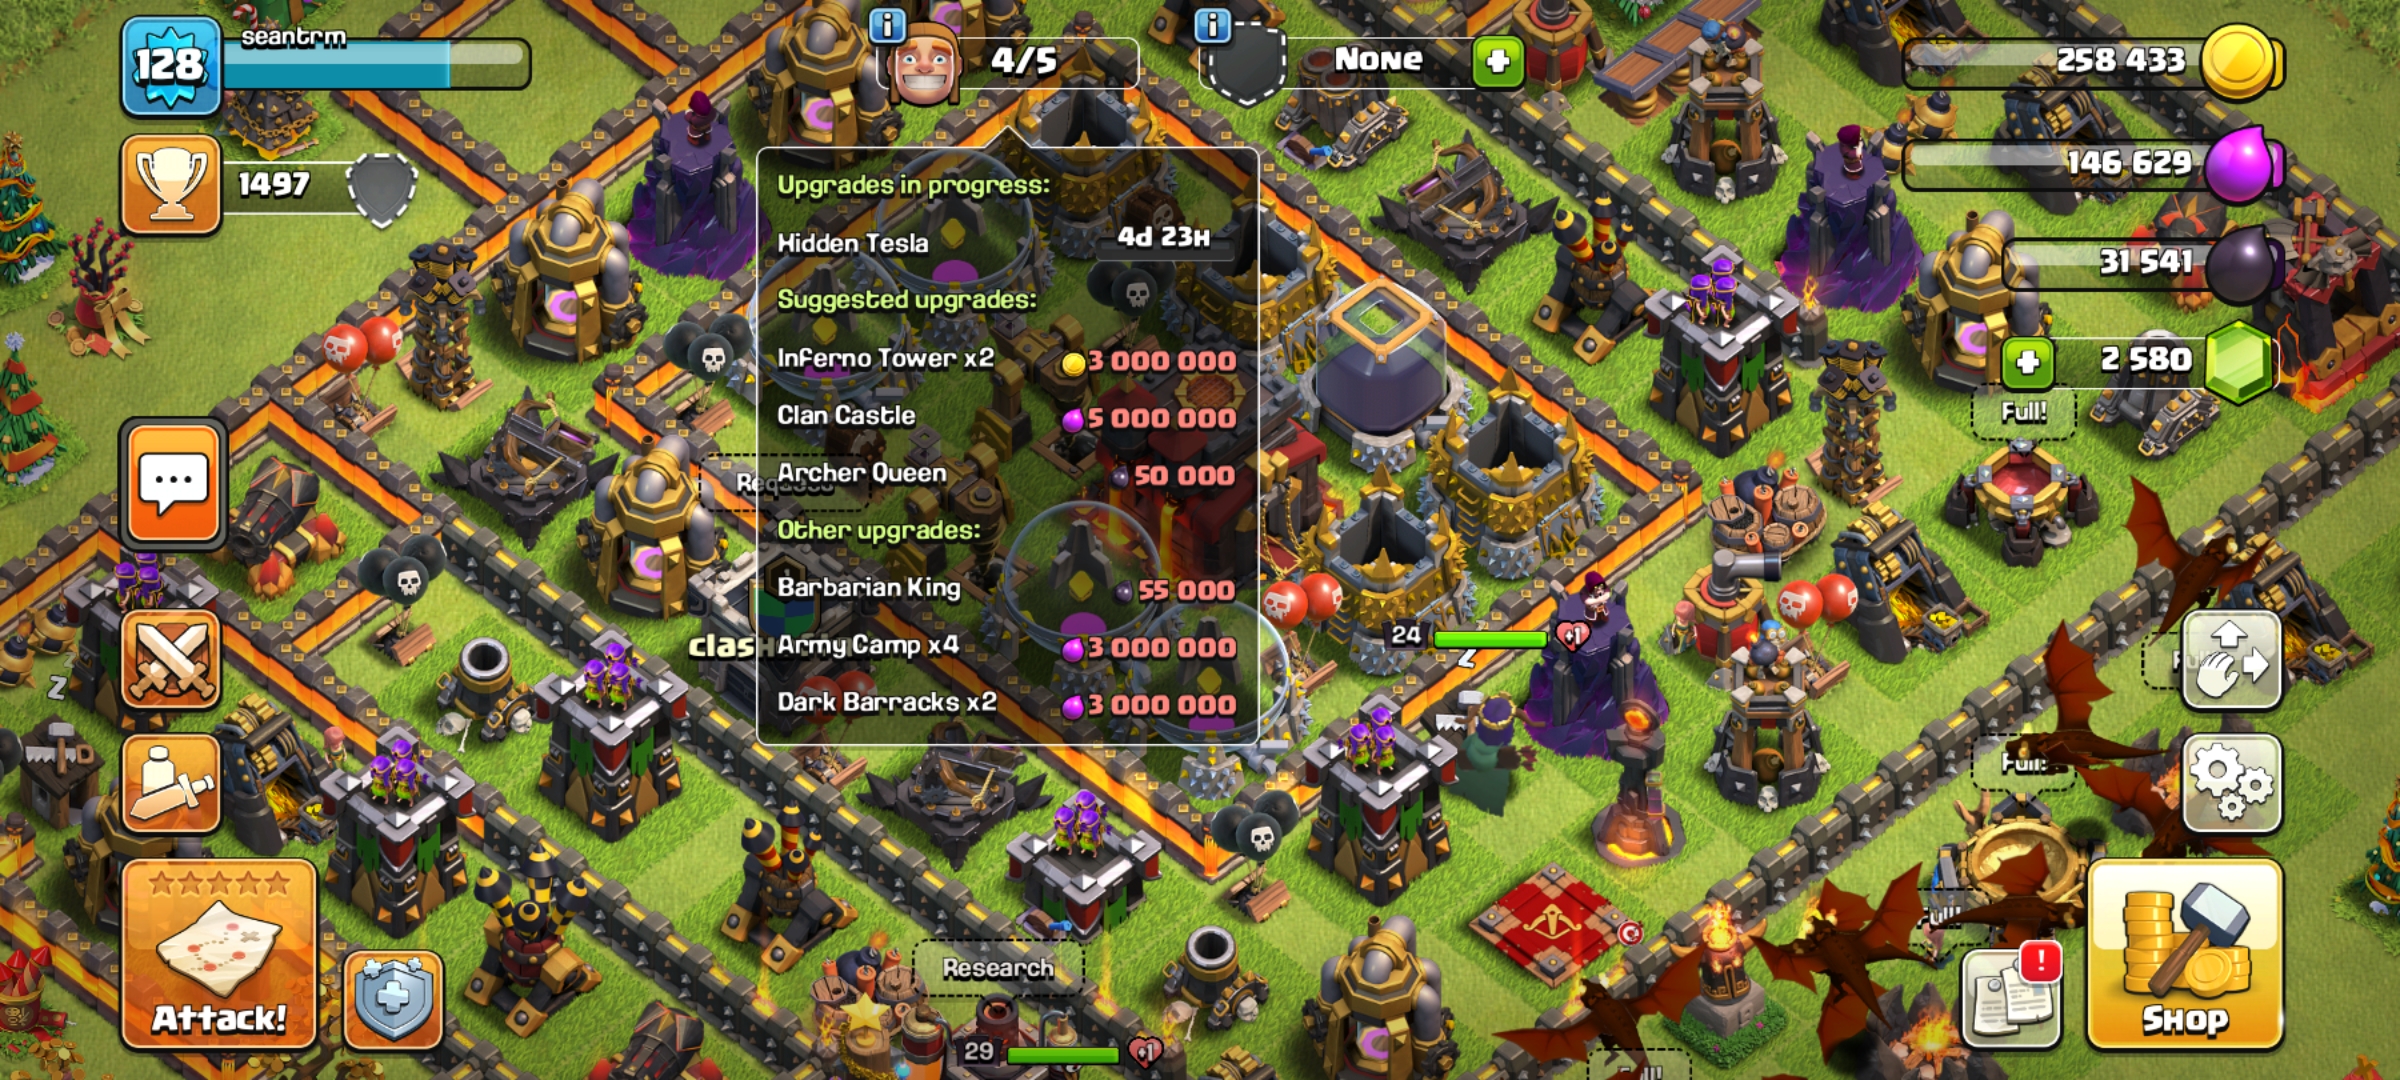 128
seantrm
4/5
None
258 433
1497
146 629
31 541
2 580
Full!
Upgrades in progress:
Hidden Tesla 4d 23H
Suggested upgrades:
Inferno Tower x2 3 000 000
Clan Castle 5 000 000
Archer Queen 50 000
Other upgrades:
Barbarian King 55 000
Army Camp x4 3 000 000
Dark Barracks x2 3 000 000
clas
24
+1
z
Z
Attack!
Research
29
+1
Shop